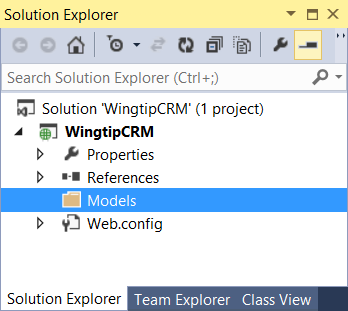 Solution Explorer
Search Solution Explorer (Ctrl+;)
Solution 'WingtipCRM' (1 project)
WingtipCRM
Properties
References
Models
Web.config
Solution Explorer Team Explorer Class View